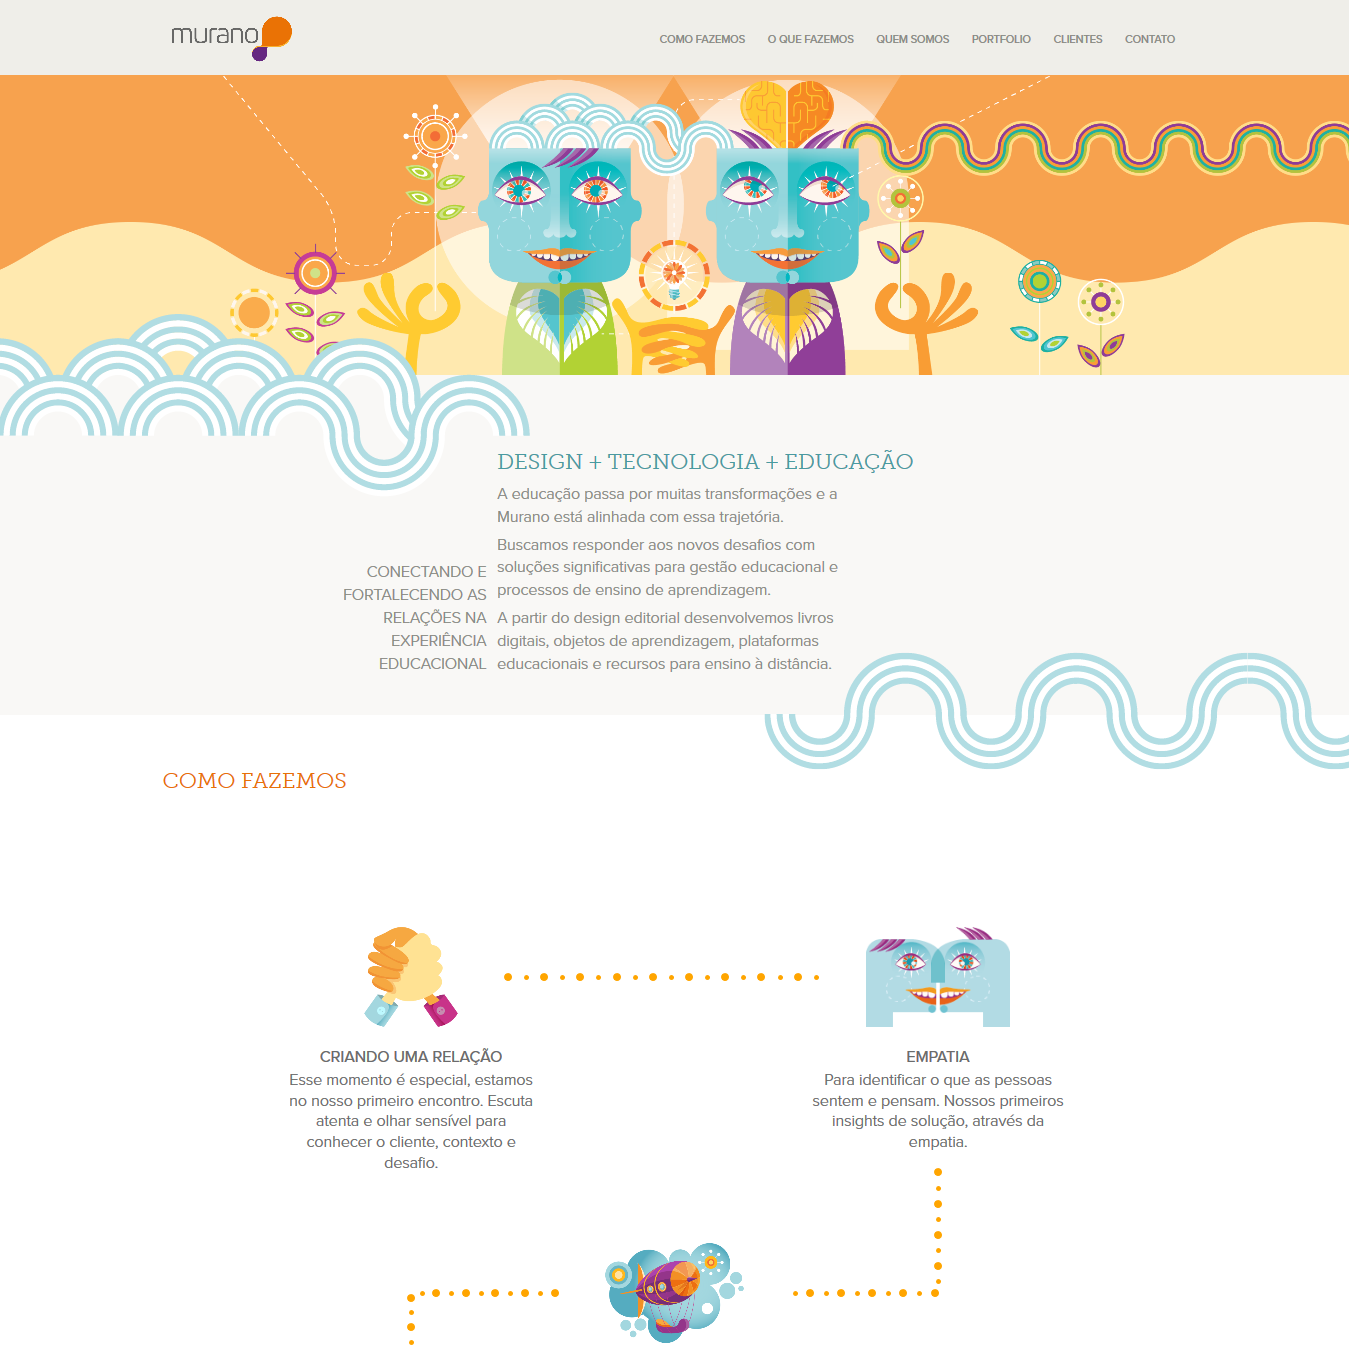 murano
COMO FAZEMOS
O QUE FAZEMOS
QUEM SOMOS
PORTFOLIO
CLIENTES
CONTATO
DESIGN + TECNOLOGIA + EDUCAÇÃO
A educação passa por muitas transformações e a
Murano está alinhada com essa trajetória.
Buscamos responder aos novos desafios com
soluções significativas para gestão educacional e
processos de ensino de aprendizagem.
A partir do design editorial desenvolvemos livros
digitais, objetos de aprendizagem, plataformas
educacionais e recursos para ensino à distância.
CONECTANDO E
FORTALECENDO AS
RELAÇÕES NA
EXPERIÊNCIA
EDUCACIONAL
COMO FAZEMOS
CRIANDO UMA RELAÇÃO
Esse momento é especial, estamos
no nosso primeiro encontro. Escuta
atenta e olhar sensível para
conhecer o cliente, contexto e
desafio.
EMPATIA
Para identificar o que as pessoas
sentem e pensam. Nossos primeiros
insights de solução, através da
empatia.